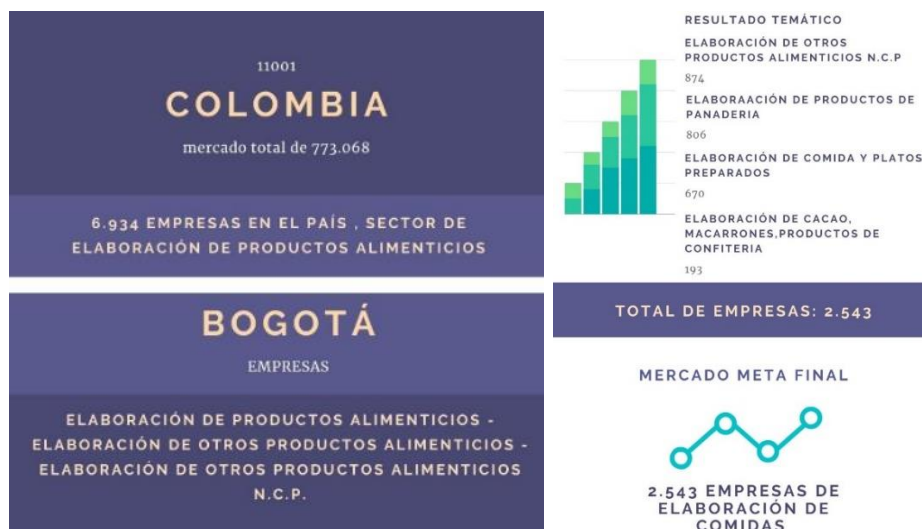 11001
COLOMBIA
mercado total de 773.068
6.934 EMPRESAS EN EL PAÍS , SECTOR DE
ELABORACIÓN DE PRODUCTOS ALIMENTICIOS
BOGOTÁ
EMPRESAS
ELABORACIÓN DE PRODUCTOS ALIMENTICIOS -
ELABORACIÓN DE OTROS PRODUCTOS ALIMENTICIOS -
ELABORACIÓN DE OTROS PRODUCTOS ALIMENTICIOS
N.C.P.
RESULTADO TEMÁTICO
ELABORACIÓN DE OTROS
PRODUCTOS ALIMENTICIOS N.C.P
874
ELABORAACIÓN DE PRODUCTOS DE
PANADERIA
806
ELABORACIÓN DE COMIDA Y PLATOS
PREPARADOS
670
ELABORACIÓN DE CACAO,
MACARRONES,PRODUCTOS DE
CONFITERIA
193
TOTAL DE EMPRESAS: 2.543
MERCADO META FINAL
2.543 EMPRESAS DE
ELABORACIÓN DE
COMIDAS